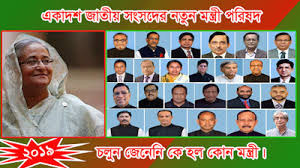 একাদশ জাতীয় সংসদের নতুন মন্ত্রী পরিষদ
২০১৯
চলুন জেনেনি কে হল কোন মন্ত্রী।